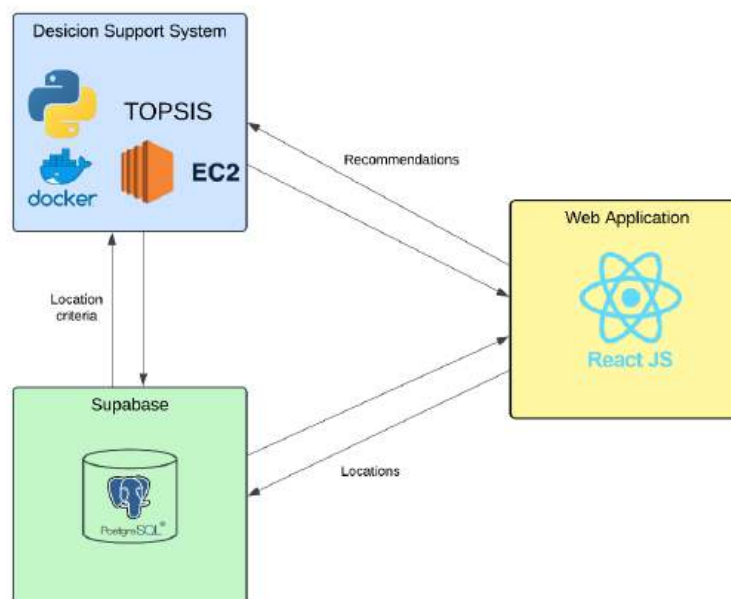 Desicion Support System
TOPSIS
docker
EC2
Recommendations
Web Application
React JS
Location
criteria
Supabase
Locations
PostgreSQL